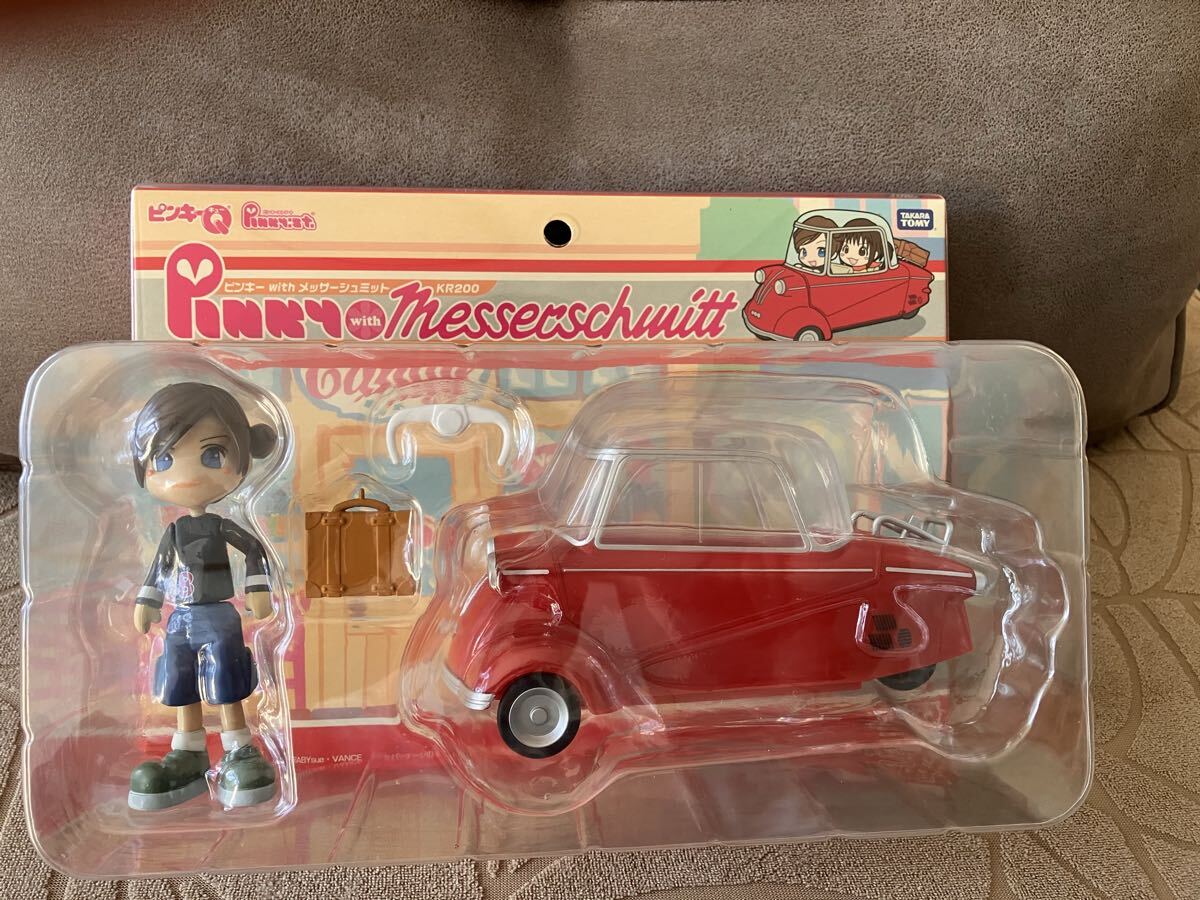 ピンキーQ
Pinky:st.
TAKARA TOMY
ピンキー with メッサーシュミット KR200
Pinky with Messerschmitt
B
BABYsue・VANCE